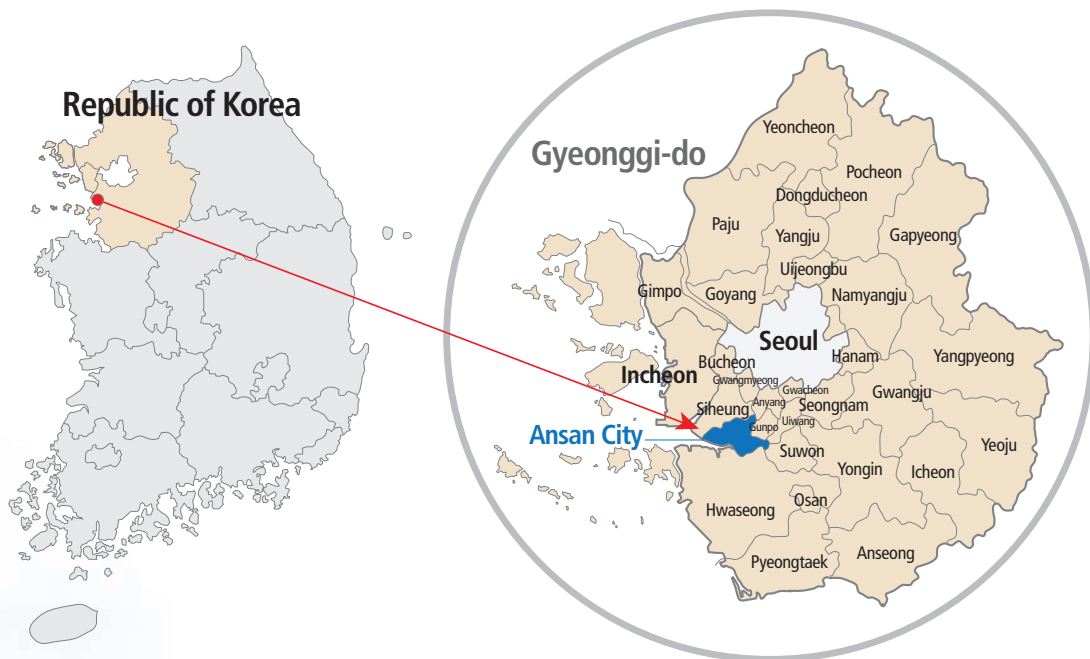 Republic of Korea
Gyeonggi-do
Yeoncheon
Pocheon
Dongducheon
Paju
Yangju
Gapyeong
Uijeongbu
Gimpo
Goyang
Namyangju
Seoul
Bucheon
Hanam
Yangpyeong
Incheon
Gwangmyeong
Gwacheon
Gwangju
Siheung
Anyang
Seongnam
Ansan City
Gunpo
Uiwang
Suwon
Yeoju
Yongin
Icheon
Osan
Hwaseong
Anseong
Pyeongtaek